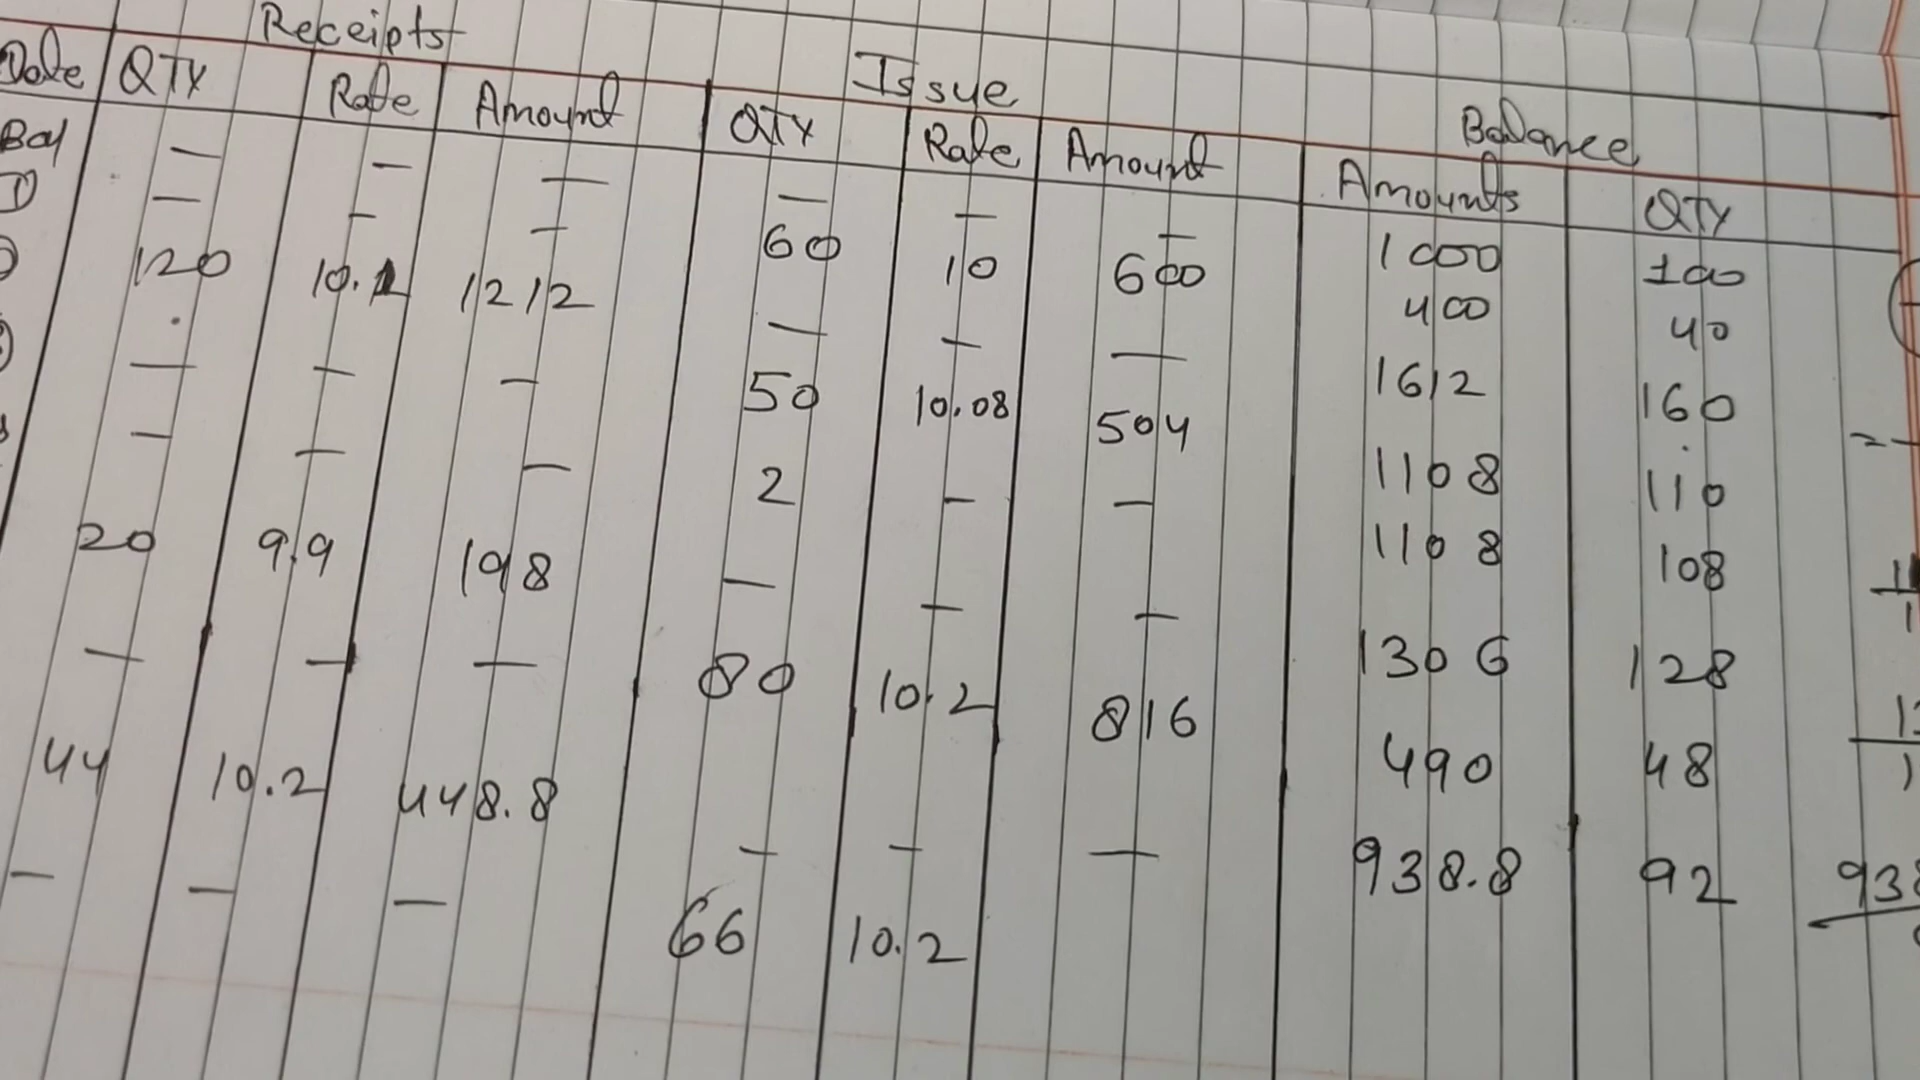 Receipts Issue Balance
Date QTY Rate Amount QTY Rate Amount Amounts QTY
Bal — — — — — — 1000 100
1) — — — 60 10 600 400 40
120 10.1 1212 — — — 1612 160
— — — 50 10.08 504 1108 110
— — — 2 — — 1108 108
20 9.9 198 — — — 1306 128
— — — 80 10.2 816 490 48
44 10.2 448.8 — — — 938.8 92
— — — 66 10.2